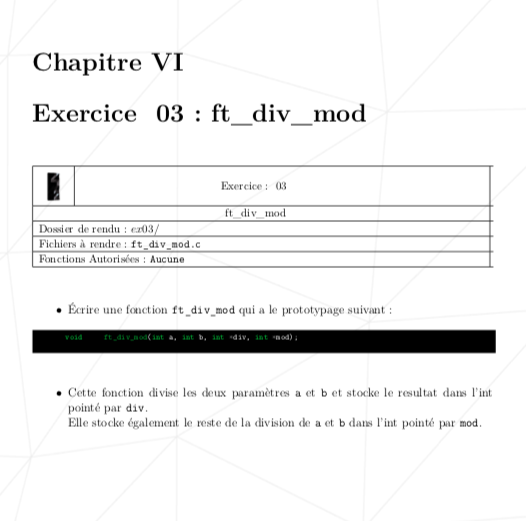 Chapitre VI
Exercice 03 : ft_div_mod
Exercice : 03
ft_div_mod
Dossier de rendu : ex03/
Fichiers à rendre : ft_div_mod.c
Fonctions Autorisées : Aucune
• Écrire une fonction ft_div_mod qui a le prototypage suivant :
void ft_div_mod(int a, int b, int *div, int *mod);
• Cette fonction divise les deux paramètres a et b et stocke le resultat dans l'int
pointé par div.
Elle stocke également le reste de la division de a et b dans l'int pointé par mod.